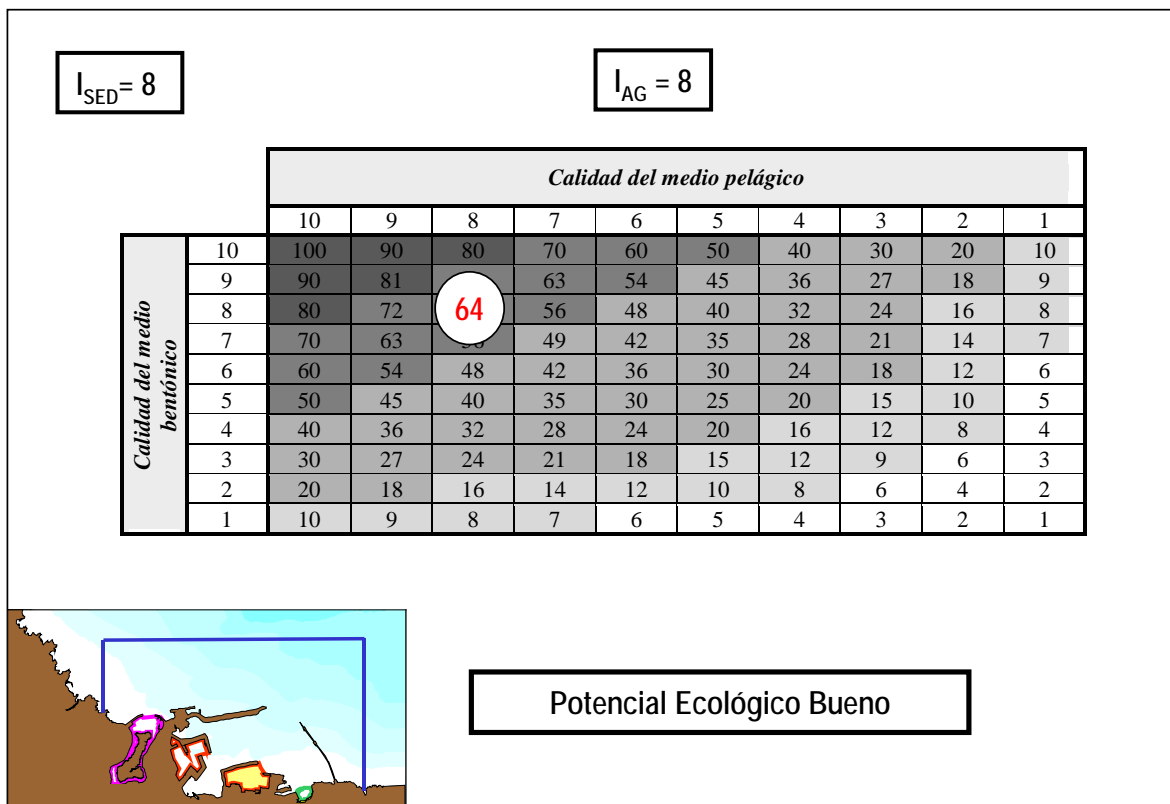 I_SED= 8
I_AG = 8
Calidad del medio pelágico
10 9 8 7 6 5 4 3 2 1
Calidad del medio
bentónico
10 100 90 80 70 60 50 40 30 20 10
9 90 81 63 54 45 36 27 18 9
8 80 72 64 56 48 40 32 24 16 8
7 70 63 49 42 35 28 21 14 7
6 60 54 48 42 36 30 24 18 12 6
5 50 45 40 35 30 25 20 15 10 5
4 40 36 32 28 24 20 16 12 8 4
3 30 27 24 21 18 15 12 9 6 3
2 20 18 16 14 12 10 8 6 4 2
1 10 9 8 7 6 5 4 3 2 1
Potencial Ecológico Bueno